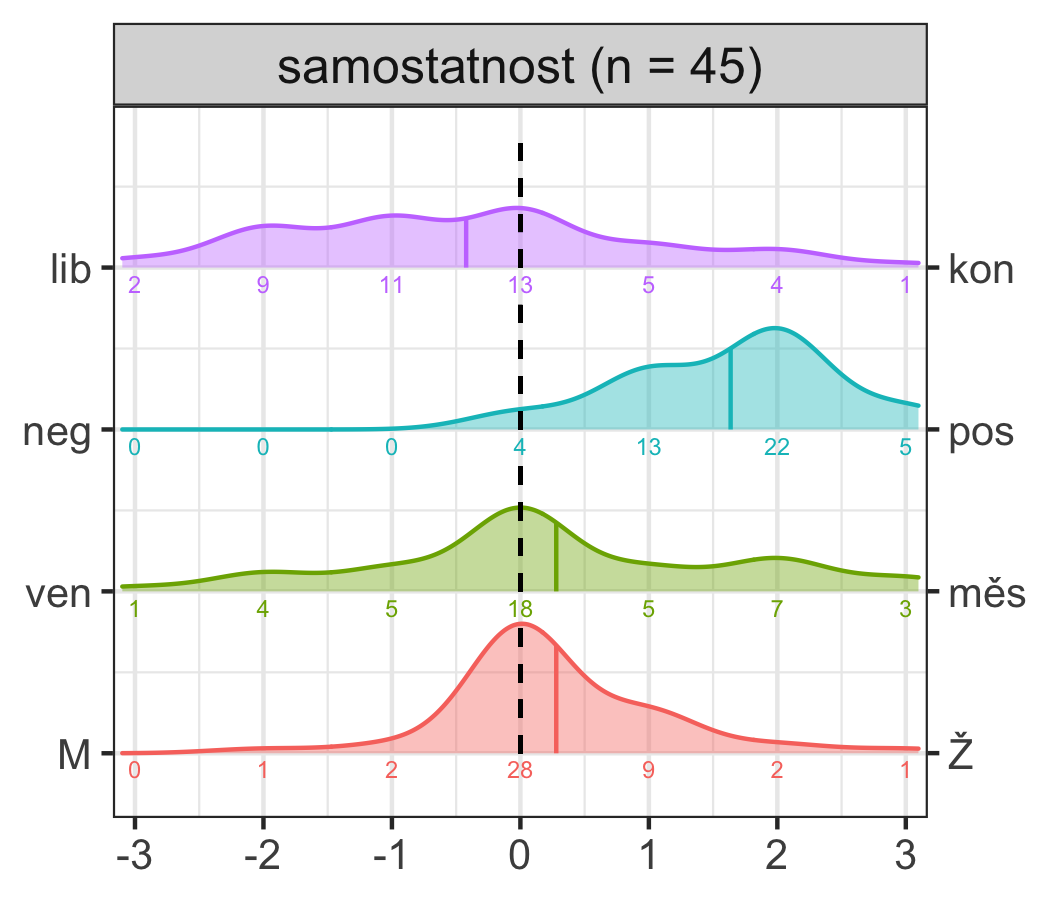 samostatnost (n = 45)
lib kon
2 9 11 13 5 4 1
neg pos
0 0 0 4 13 22 5
ven měs
1 4 5 18 5 7 3
M Ž
0 1 2 28 9 2 1
-3 -2 -1 0 1 2 3